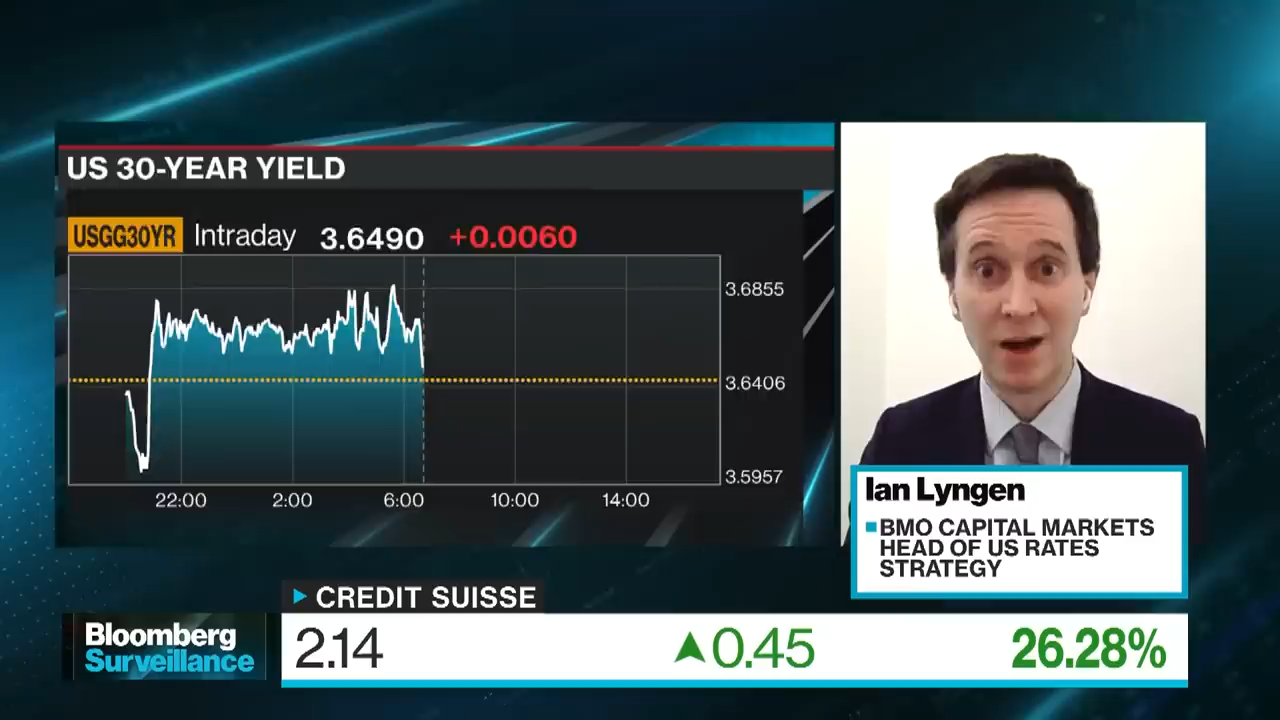 US 30-YEAR YIELD
USGG30YR Intraday 3.6490 +0.0060
3.6855
3.6406
3.5957
22:00 2:00 6:00 10:00 14:00
Ian Lyngen
BMO CAPITAL MARKETS
HEAD OF US RATES
STRATEGY
CREDIT SUISSE
Bloomberg
Surveillance
2.14 ▲0.45 26.28%